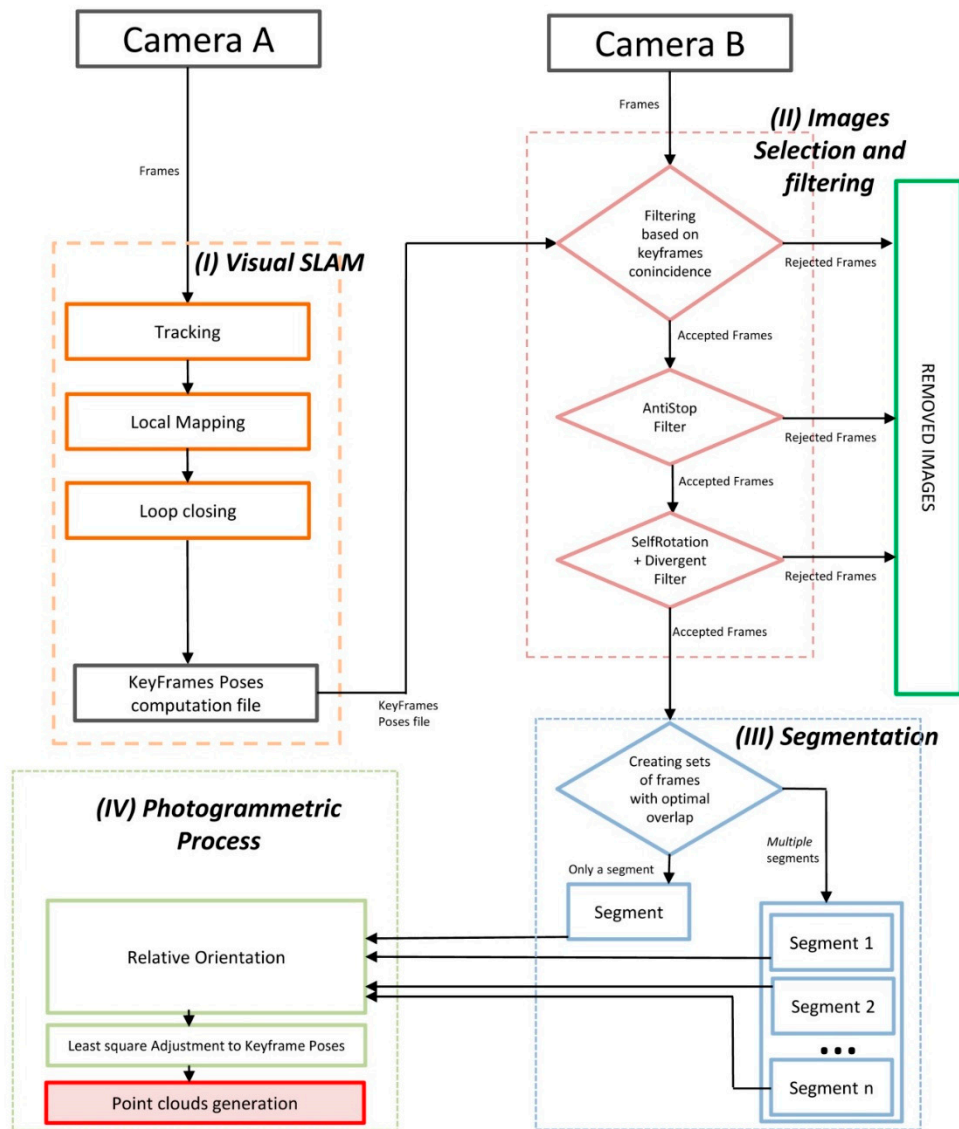 Camera A
Camera B
Frames
Frames
(II) Images
Selection and
filtering
Filtering
based on
keyframes
conincidence
Rejected Frames
(I) Visual SLAM
Tracking
Accepted Frames
Local Mapping
AntiStop
Filter
Rejected Frames
REMOVED IMAGES
Accepted Frames
Loop closing
SelfRotation
+ Divergent
Filter
Rejected Frames
Accepted Frames
KeyFrames Poses
computation file
KeyFrames
Poses file
(III) Segmentation
Creating sets
of frames
with optimal
overlap
(IV) Photogrammetric
Process
Multiple
segments
Only a segment
Segment
Segment 1
Relative Orientation
Segment 2
...
Least square Adjustment to Keyframe Poses
Segment n
Point clouds generation